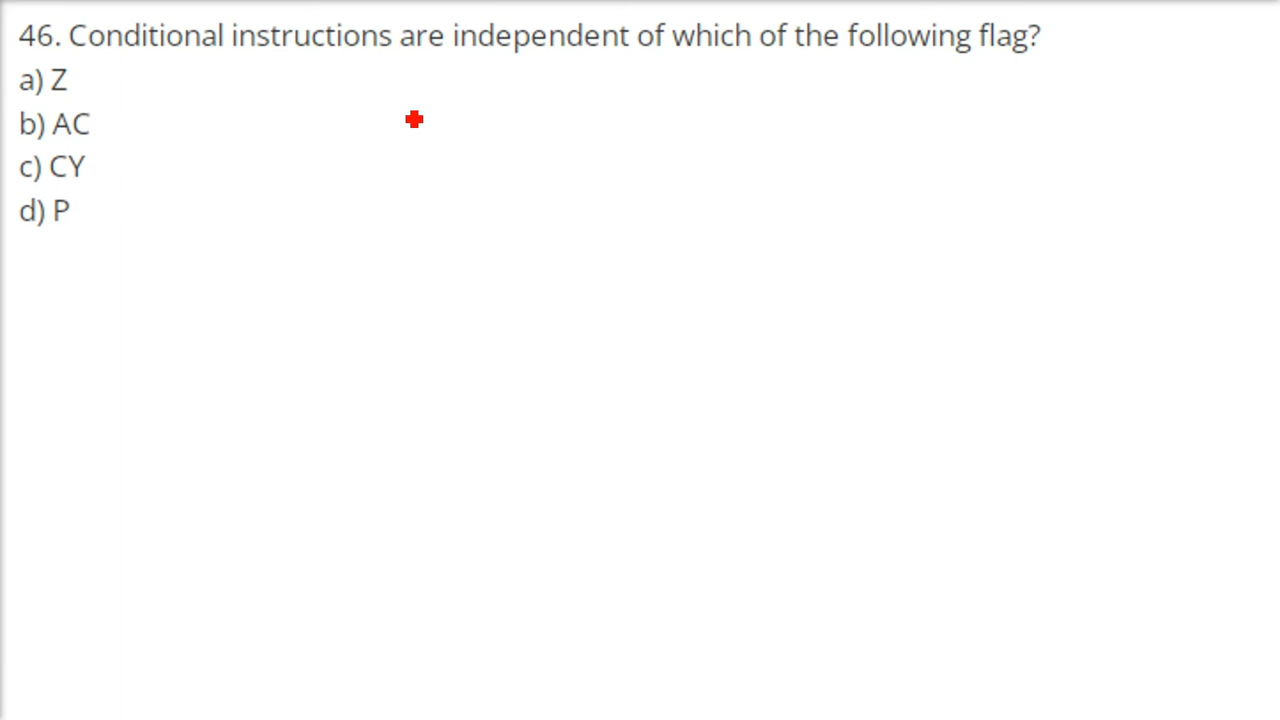 46. Conditional instructions are independent of which of the following flag?
a) Z
b) AC
c) CY
d) P